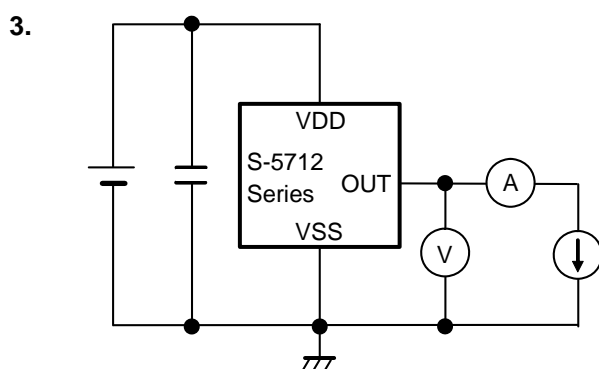 3.
VDD
S-5712
Series
OUT
VSS
A
V